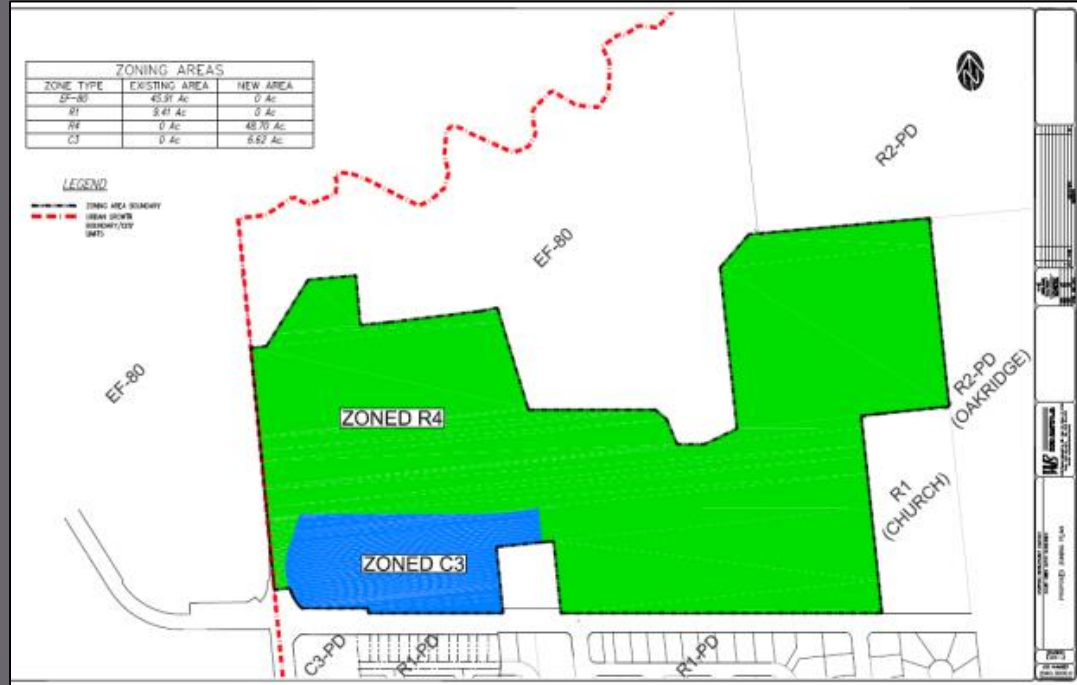 ZONING AREAS
ZONE TYPE EXISTING AREA NEW AREA
EF-80 45.91 Ac 0 Ac
R1 9.41 Ac 0 Ac
R4 0 Ac 48.70 Ac.
C3 0 Ac 6.62 Ac.
LEGEND
ZONING AREA BOUNDARY
URBAN GROWTH
BOUNDARY/CITY
LIMITS
R2-PD
EF-80
EF-80
R2-PD
(OAKRIDGE)
ZONED R4
R1
(CHURCH)
ZONED C3
C3-PD
R1-PD
R1-PD
PROPOSED ZONING PLAN